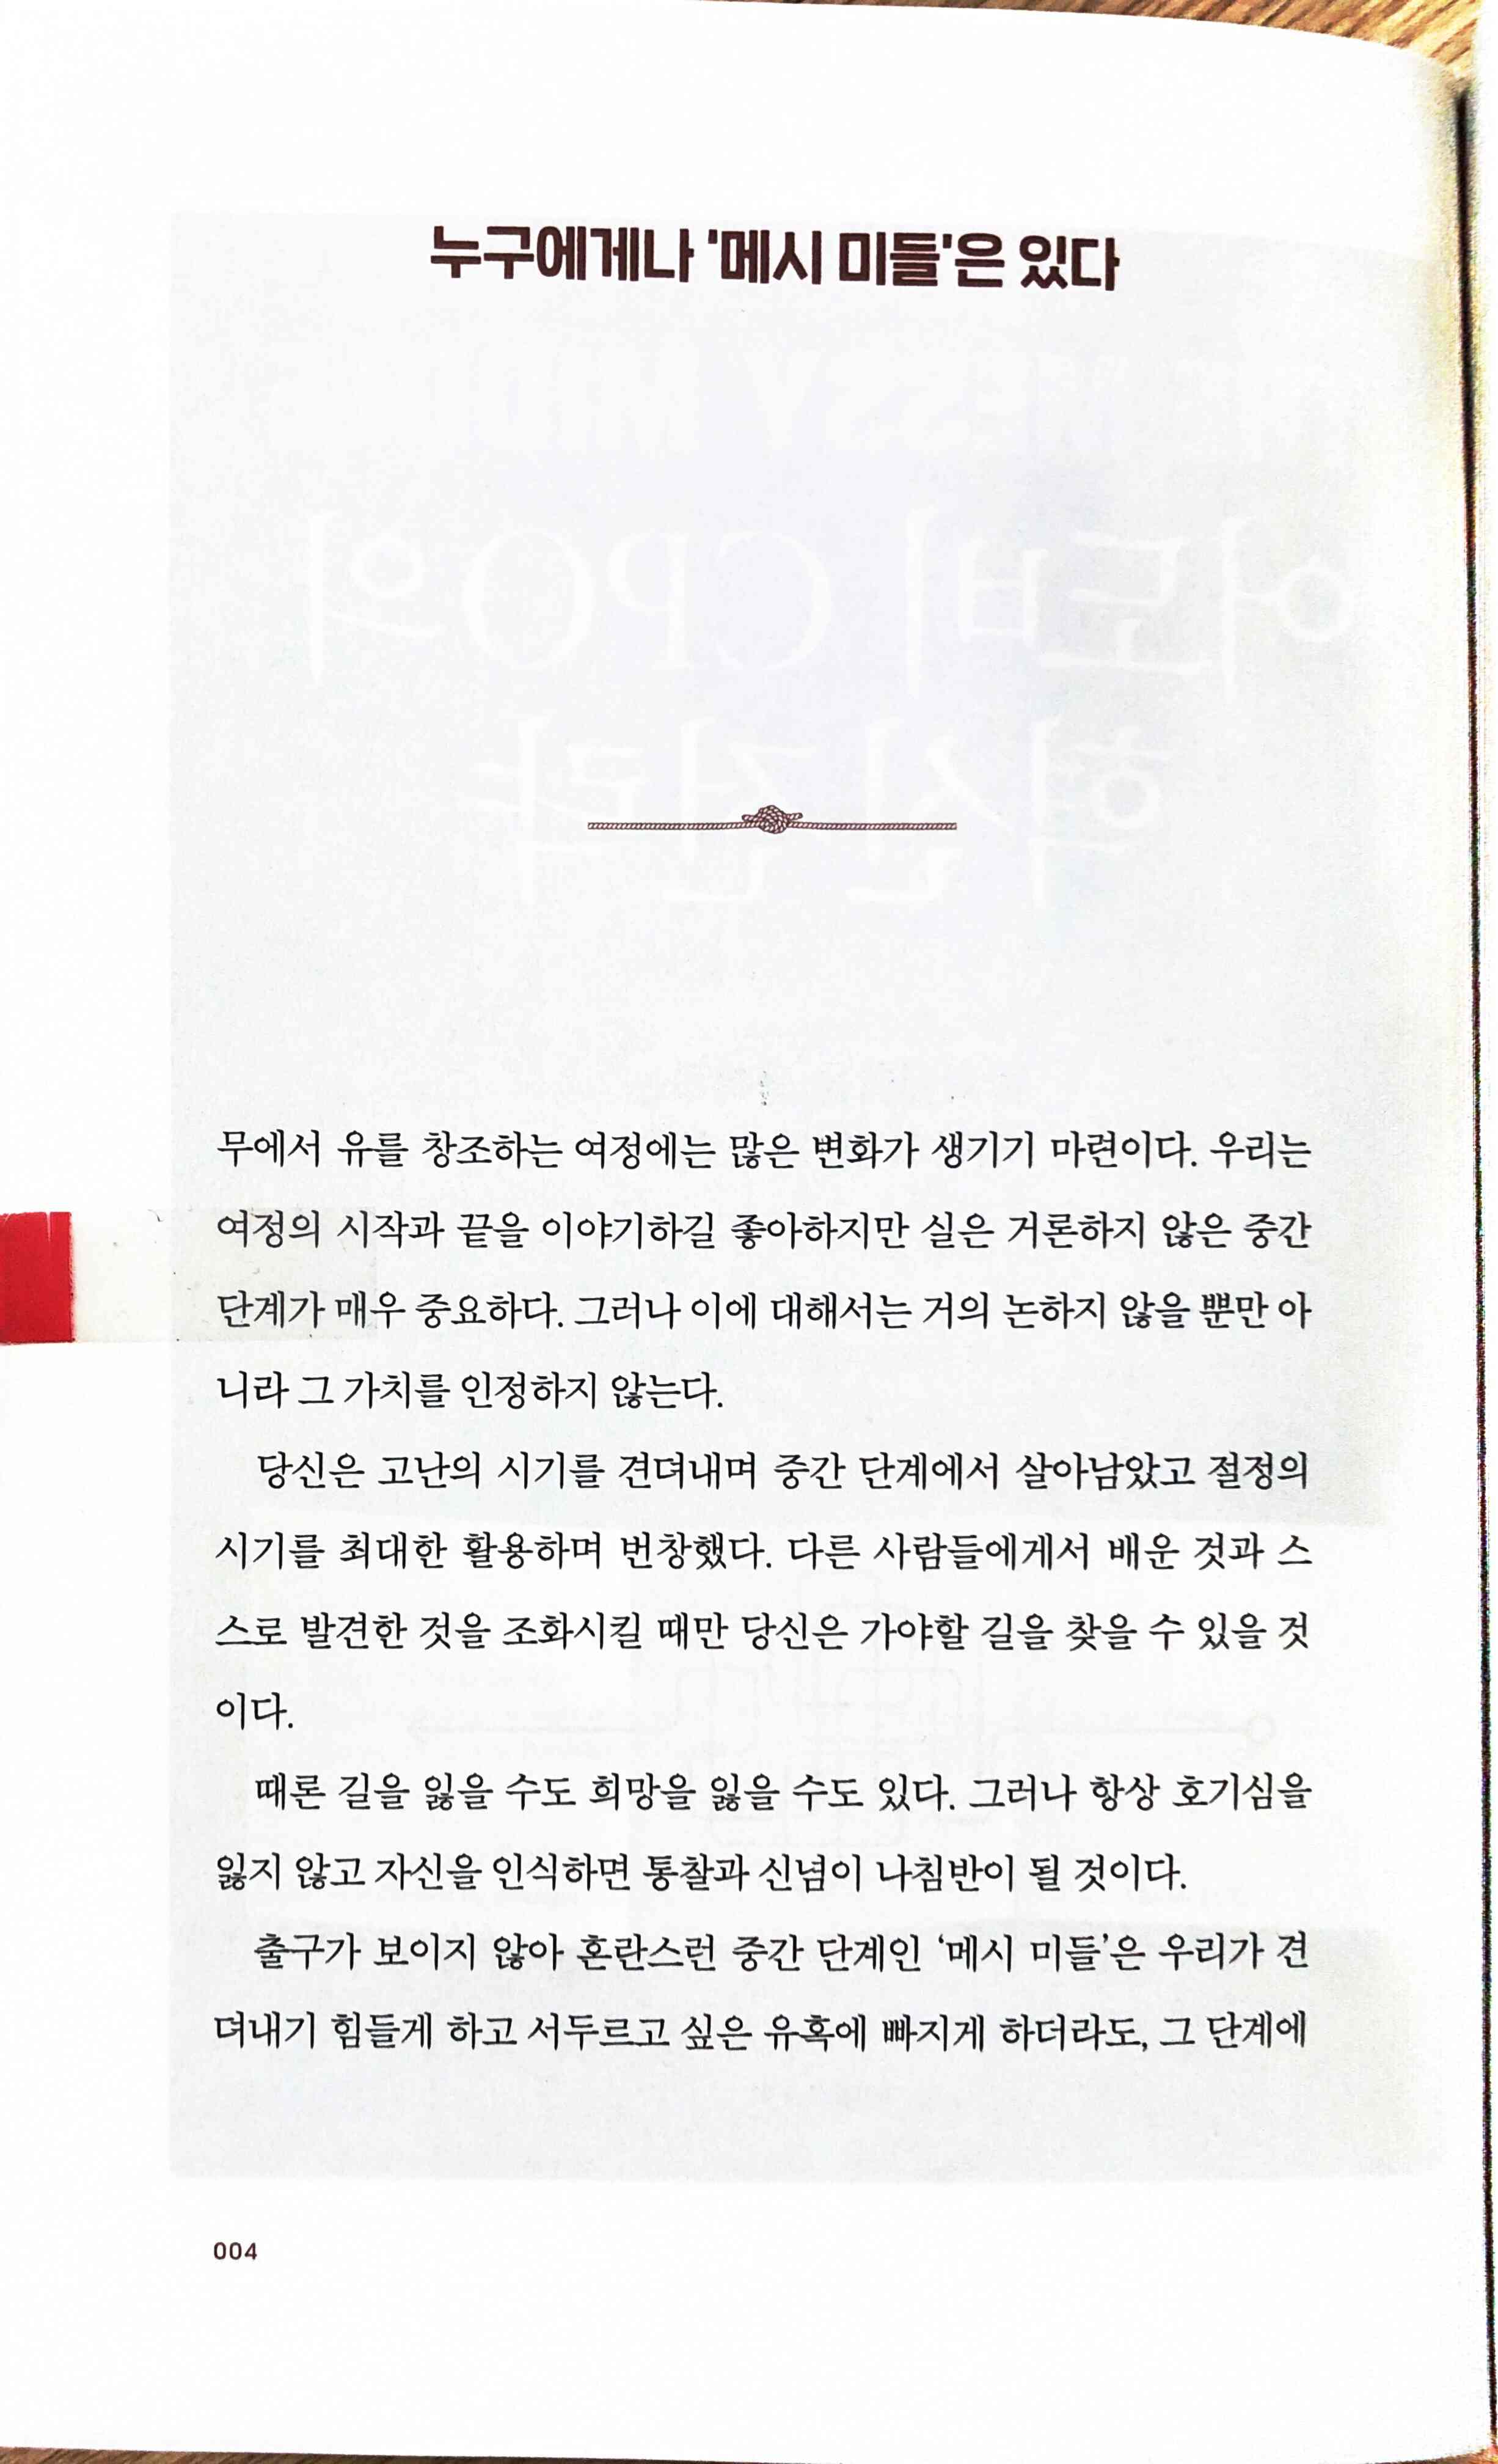 누구에게나 '메시 미들'은 있다
무에서 유를 창조하는 여정에는 많은 변화가 생기기 마련이다. 우리는
여정의 시작과 끝을 이야기하길 좋아하지만 실은 거론하지 않은 중간
단계가 매우 중요하다. 그러나 이에 대해서는 거의 논하지 않을 뿐만 아
니라 그 가치를 인정하지 않는다.
당신은 고난의 시기를 견뎌내며 중간 단계에서 살아남았고 절정의
시기를 최대한 활용하며 번창했다. 다른 사람들에게서 배운 것과 스
스로 발견한 것을 조화시킬 때만 당신은 가야할 길을 찾을 수 있을 것
이다.
때론 길을 잃을 수도 희망을 잃을 수도 있다. 그러나 항상 호기심을
잃지 않고 자신을 인식하면 통찰과 신념이 나침반이 될 것이다.
출구가 보이지 않아 혼란스런 중간 단계인 ‘메시 미들’은 우리가 견
뎌내기 힘들게 하고 서두르고 싶은 유혹에 빠지게 하더라도, 그 단계에
004